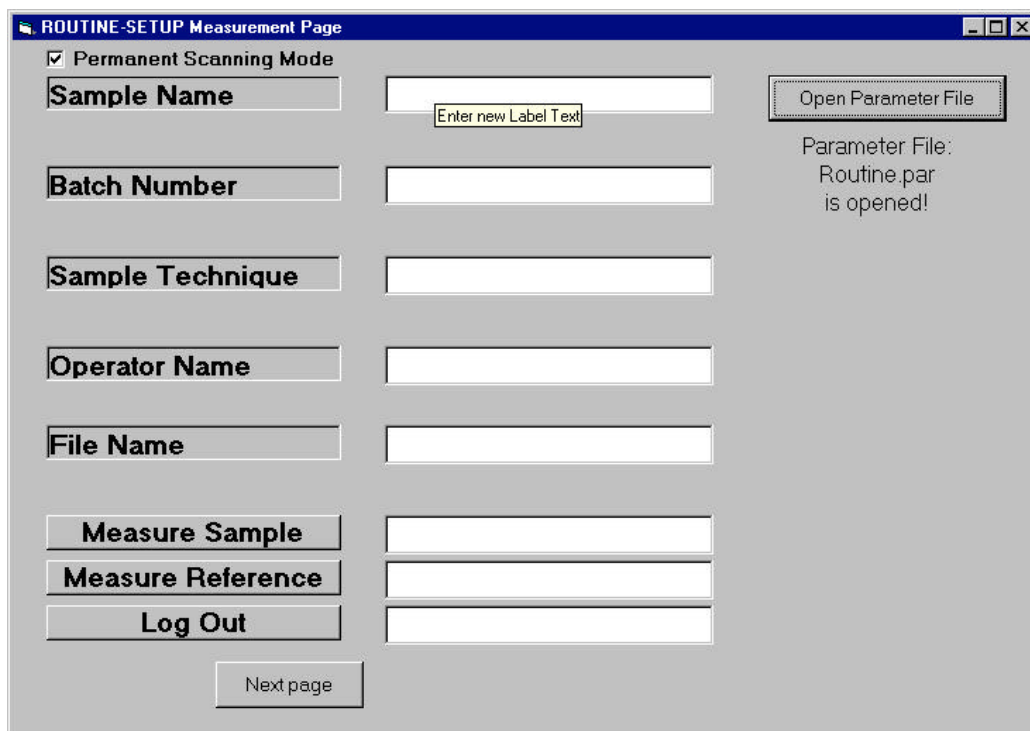 ROUTINE-SETUP Measurement Page
Permanent Scanning Mode
Sample Name
Enter new Label Text
Open Parameter File
Parameter File:
Routine.par
is opened!
Batch Number
Sample Technique
Operator Name
File Name
Measure Sample
Measure Reference
Log Out
Next page